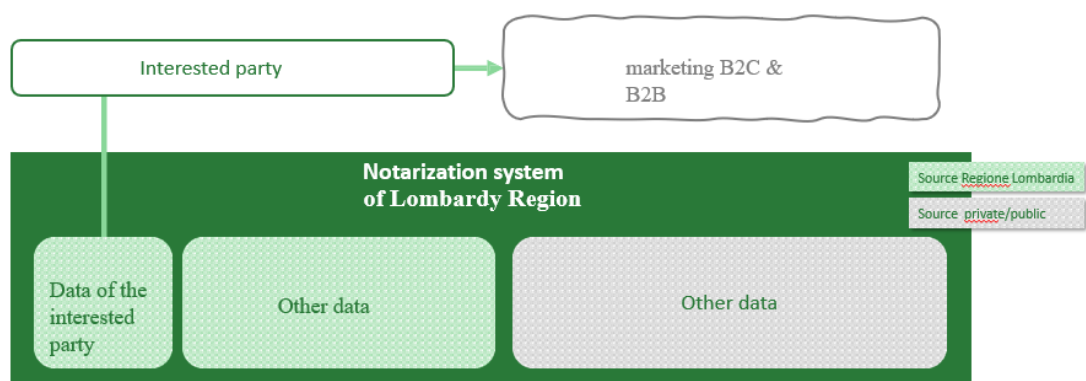 Interested party
marketing B2C &
B2B
Notarization system
of Lombardy Region
Source Regione Lombardia
Source private/public
Data of the
interested
party
Other data
Other data